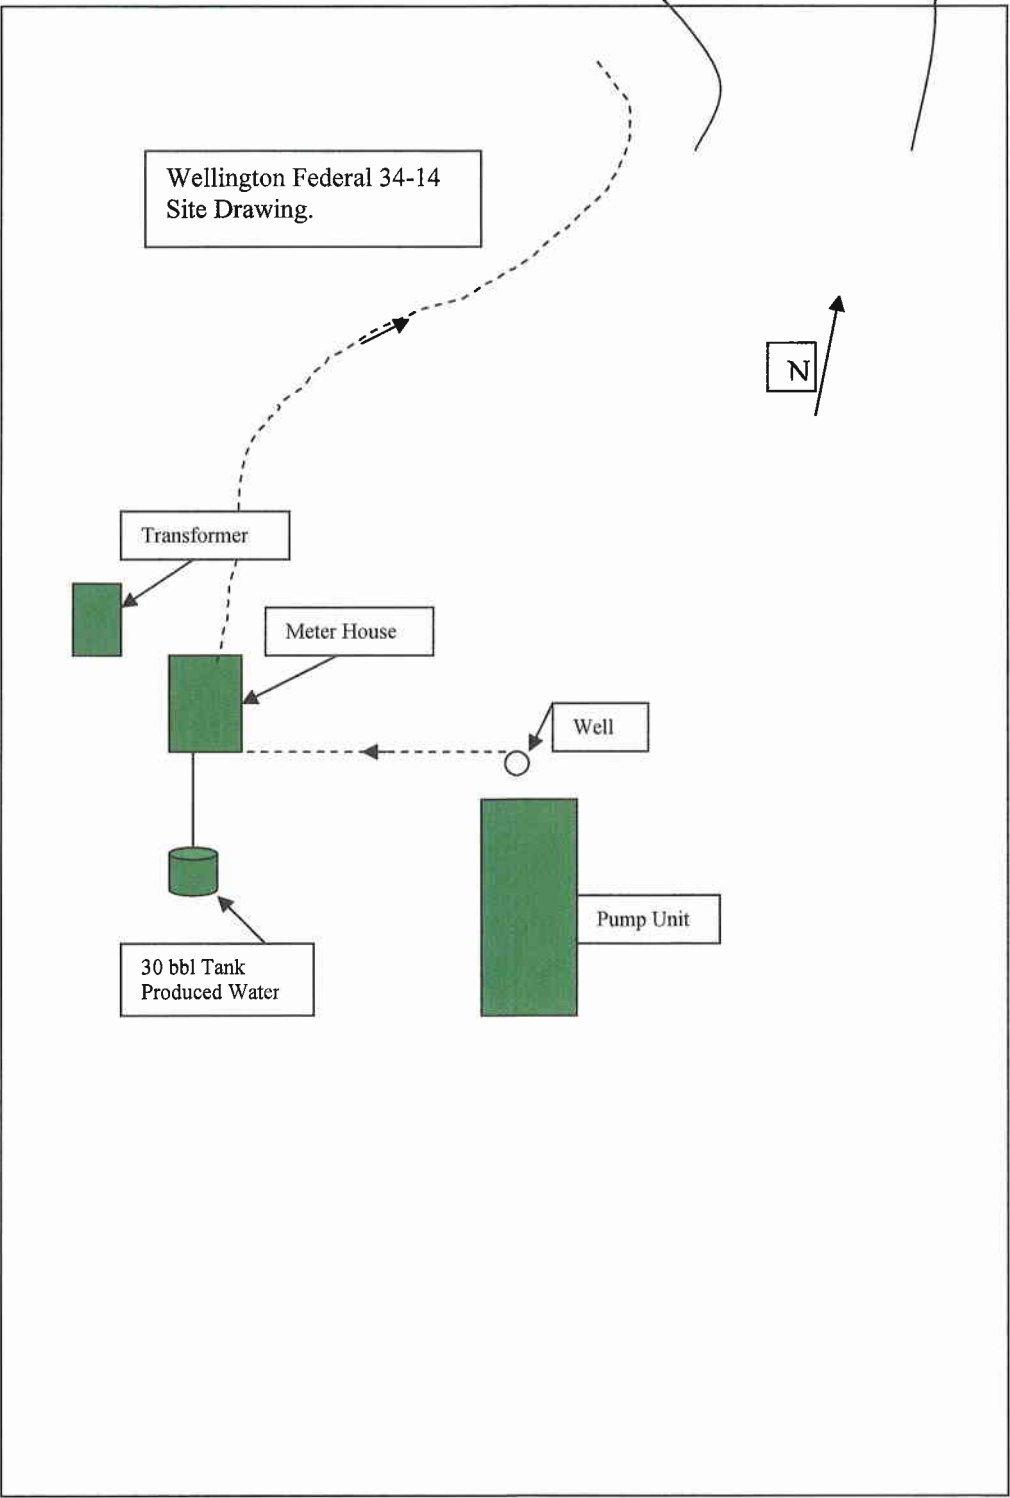 Wellington Federal 34-14
Site Drawing.
N
Transformer
Meter House
Well
Pump Unit
30 bbl Tank
Produced Water